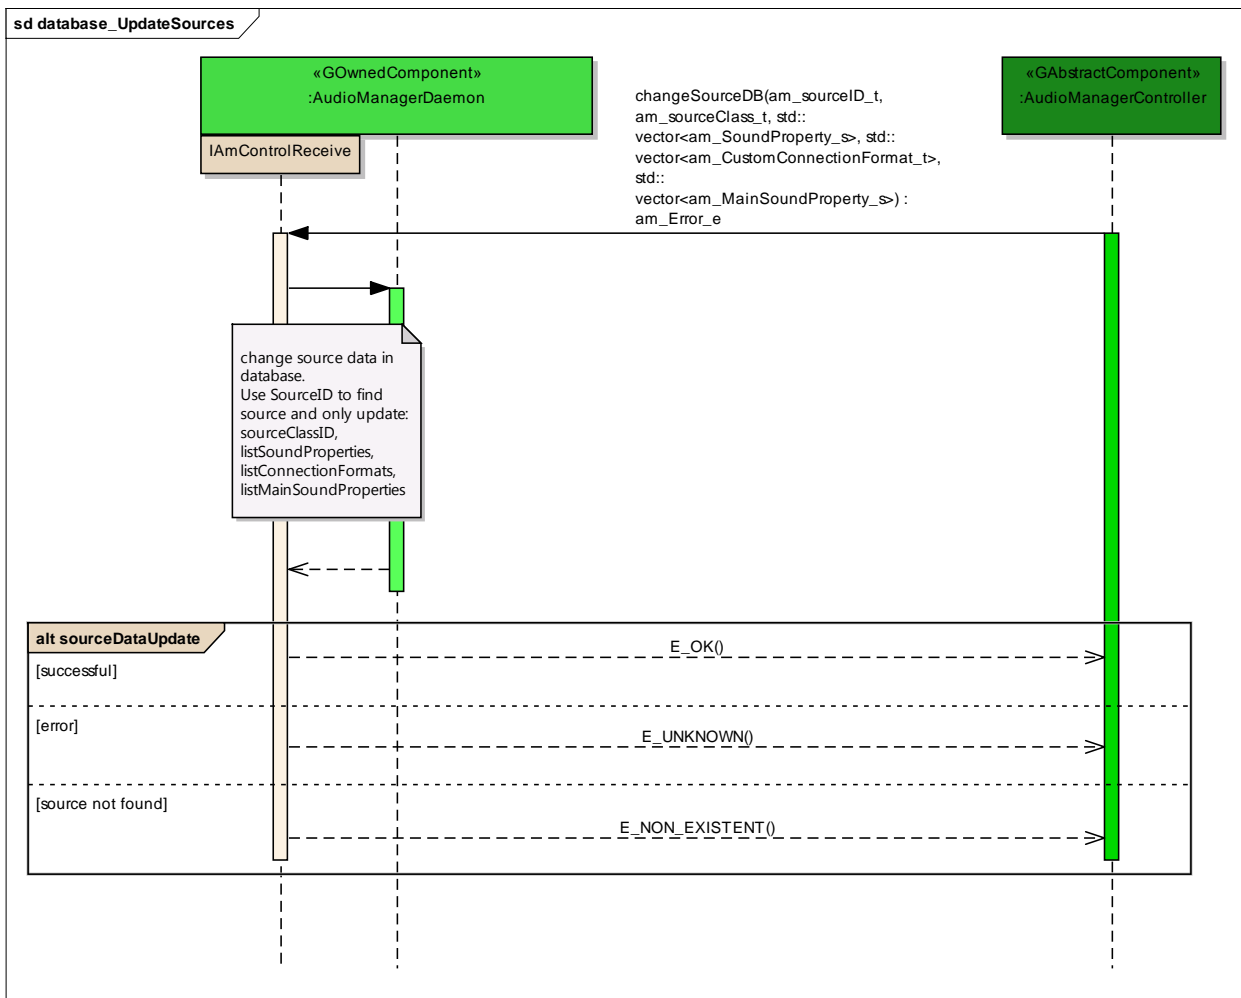 sd database_UpdateSources
«GOwnedComponent»
:AudioManagerDaemon
IAmControlReceive
changeSourceDB(am_sourceID_t,
am_sourceClass_t, std::
vector<am_SoundProperty_s>, std::
vector<am_CustomConnectionFormat_t>,
std::
vector<am_MainSoundProperty_s>) :
am_Error_e
«GAbstractComponent»
:AudioManagerController
change source data in
database.
Use SourceID to find
source and only update:
sourceClassID,
listSoundProperties,
listConnectionFormats,
listMainSoundProperties
alt sourceDataUpdate
E_OK()
[successful]
[error]
E_UNKNOWN()
[source not found]
E_NON_EXISTENT()